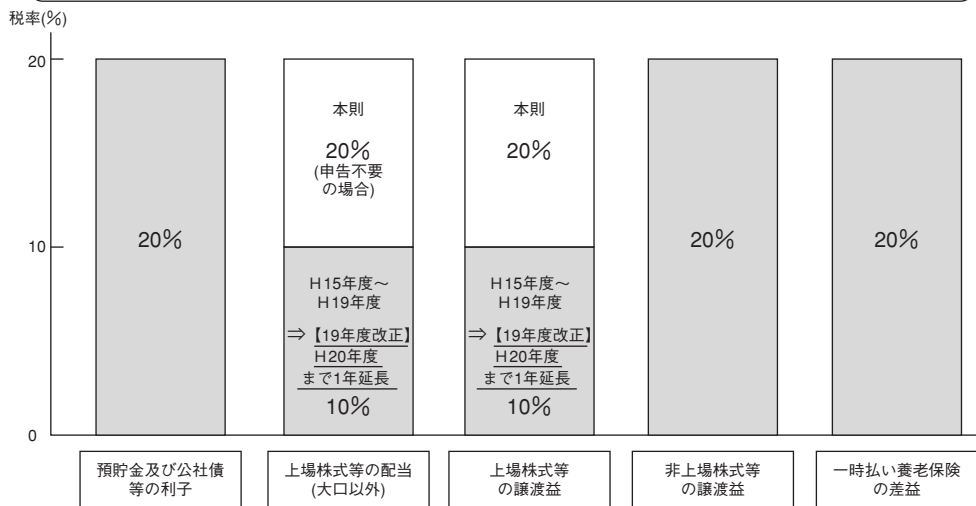 税率(%)
20
10
0
20%
本則
20%
(申告不要
の場合)
H15年度～
H19年度
⇒【19年度改正】
H20年度
まで1年延長
10%
本則
20%
H15年度～
H19年度
⇒【19年度改正】
H20年度
まで1年延長
10%
20%
20%
預貯金及び公社債
等の利子
上場株式等の配当
(大口以外)
上場株式等
の譲渡益
非上場株式等
の譲渡益
一時払い養老保険
の差益